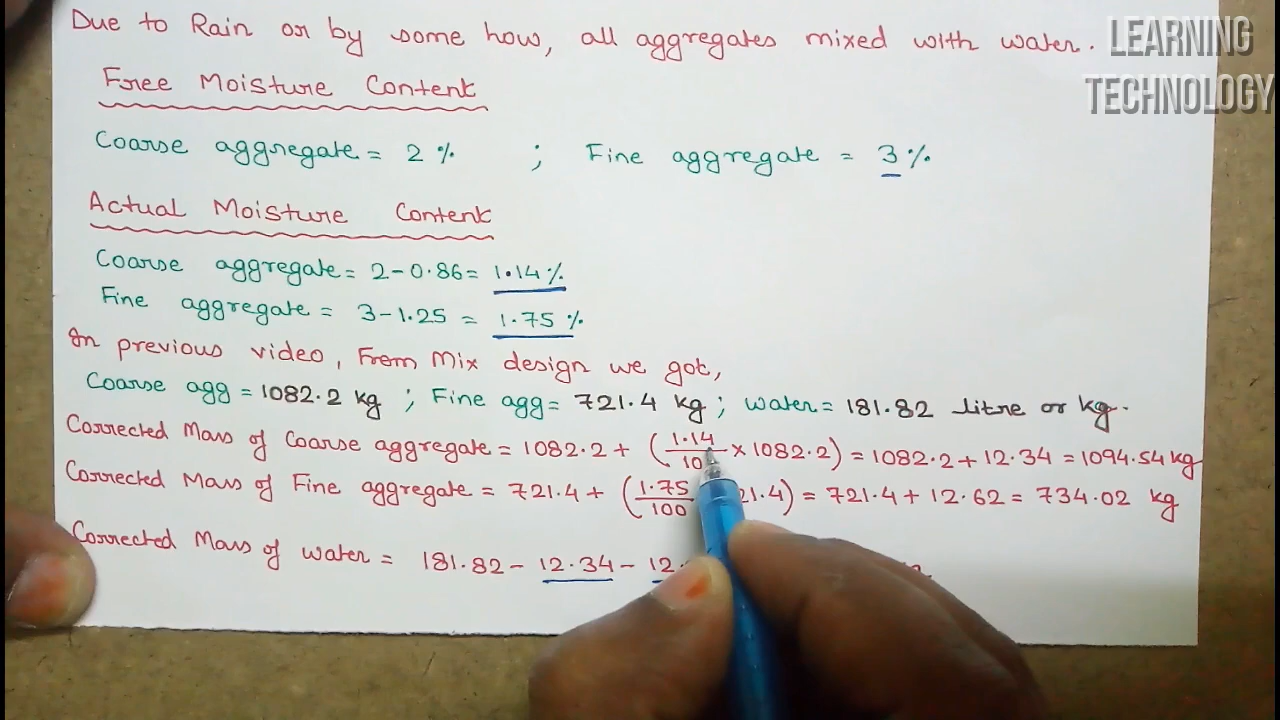 Due to Rain or by some how, all aggregates mixed with water.
LEARNING
TECHNOLOGY
Free Moisture Content
Coarse aggregate = 2 % ; Fine aggregate = 3 %
Actual Moisture Content
Coarse aggregate = 2 - 0.86 = 1.14 %
Fine aggregate = 3 - 1.25 = 1.75 %
In previous video, From Mix design we got,
Coarse agg = 1082.2 kg ; Fine agg = 721.4 kg ; water = 181.82 litre or kg.
Corrected Mass of Coarse aggregate = 1082.2 + (1.14/10 × 1082.2) = 1082.2 + 12.34 = 1094.54 kg
Corrected Mass of Fine aggregate = 721.4 + (1.75/100 21.4) = 721.4 + 12.62 = 734.02 kg
Corrected Mass of water = 181.82 - 12.34 - 12.